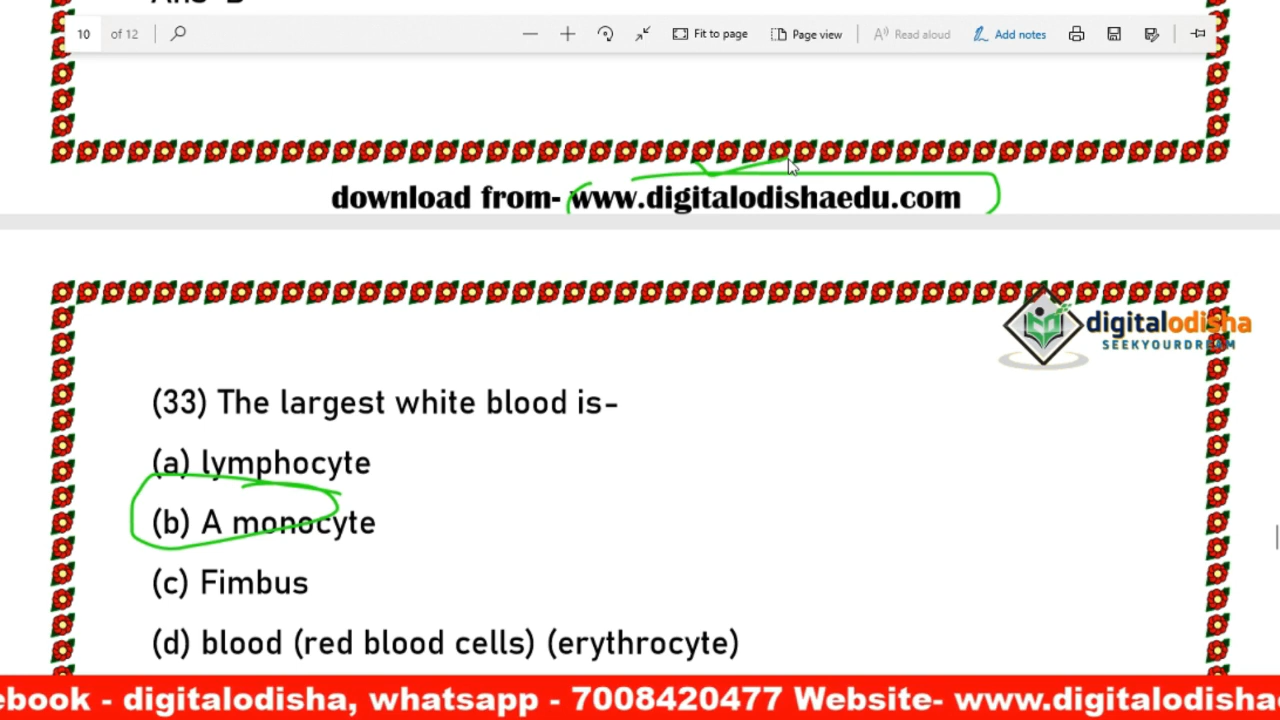 10 of 12 Fit to page Page view Read aloud Add notes
download from- www.digitalodishaedu.com
digitalodisha
SEEKYOURDREAM
(33) The largest white blood is-
(a) lymphocyte
(b) A monocyte
(c) Fimbus
(d) blood (red blood cells) (erythrocyte)
ebook - digitalodisha, whatsapp - 7008420477 Website- www.digitalodisha